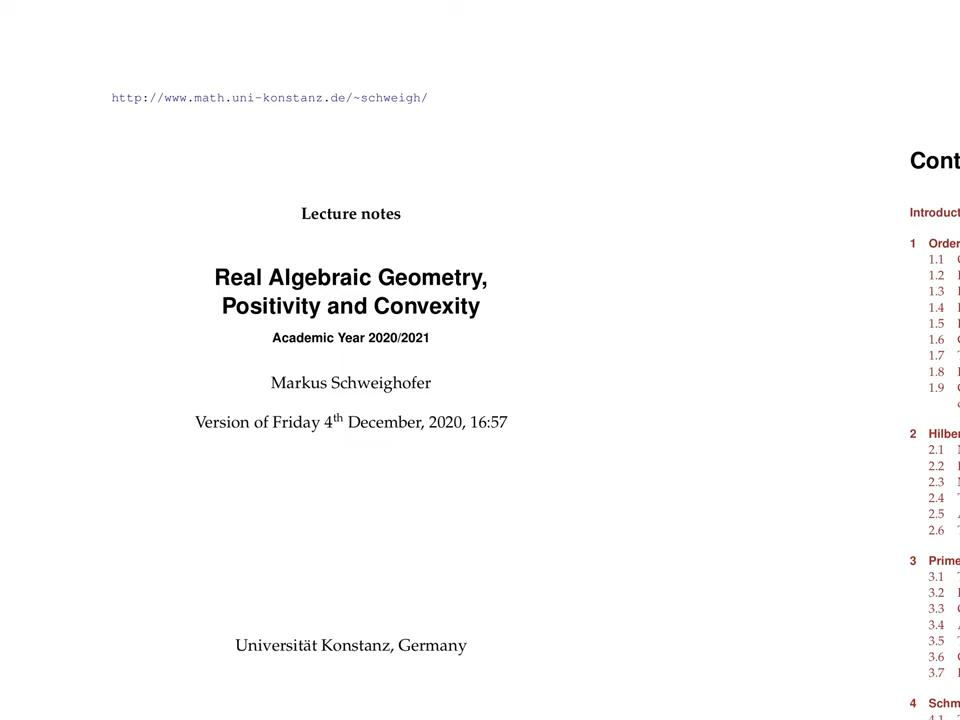 http://www.math.uni-konstanz.de/~schweigh/
Lecture notes
Real Algebraic Geometry,
Positivity and Convexity
Academic Year 2020/2021
Markus Schweighofer
Version of Friday 4th December, 2020, 16:57
Universität Konstanz, Germany
Cont
Introduct
1 Order
1.1
1.2
1.3
1.4
1.5
1.6
1.7
1.8
1.9
2 Hilber
2.1
2.2
2.3
2.4
2.5
2.6
3 Prime
3.1
3.2
3.3
3.4
3.5
3.6
3.7
4 Schm
4.1